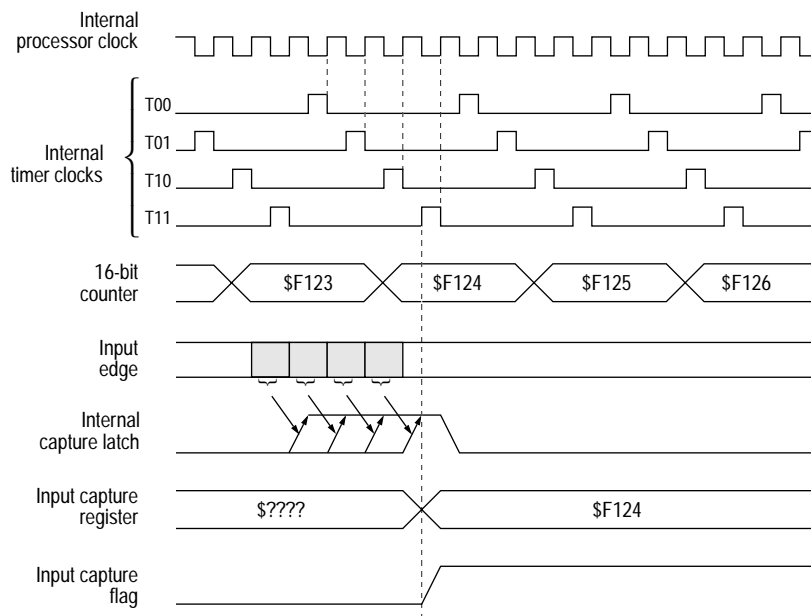 Internal
processor clock
T00
T01
Internal
timer clocks
T10
T11
16-bit
counter
$F123
$F124
$F125
$F126
Input
edge
Internal
capture latch
Input capture
register
$????
$F124
Input capture
flag